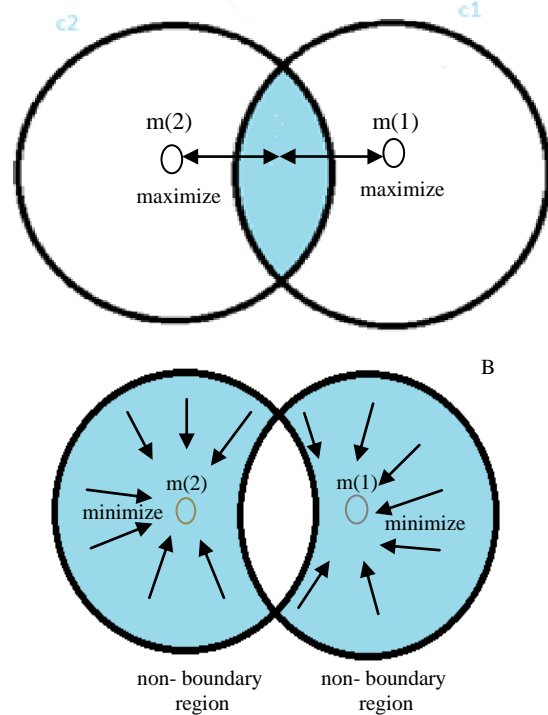 c2 c1
m(2) m(1)
maximize maximize
B
m(2) m(1)
minimize minimize
non- boundary non- boundary
region region